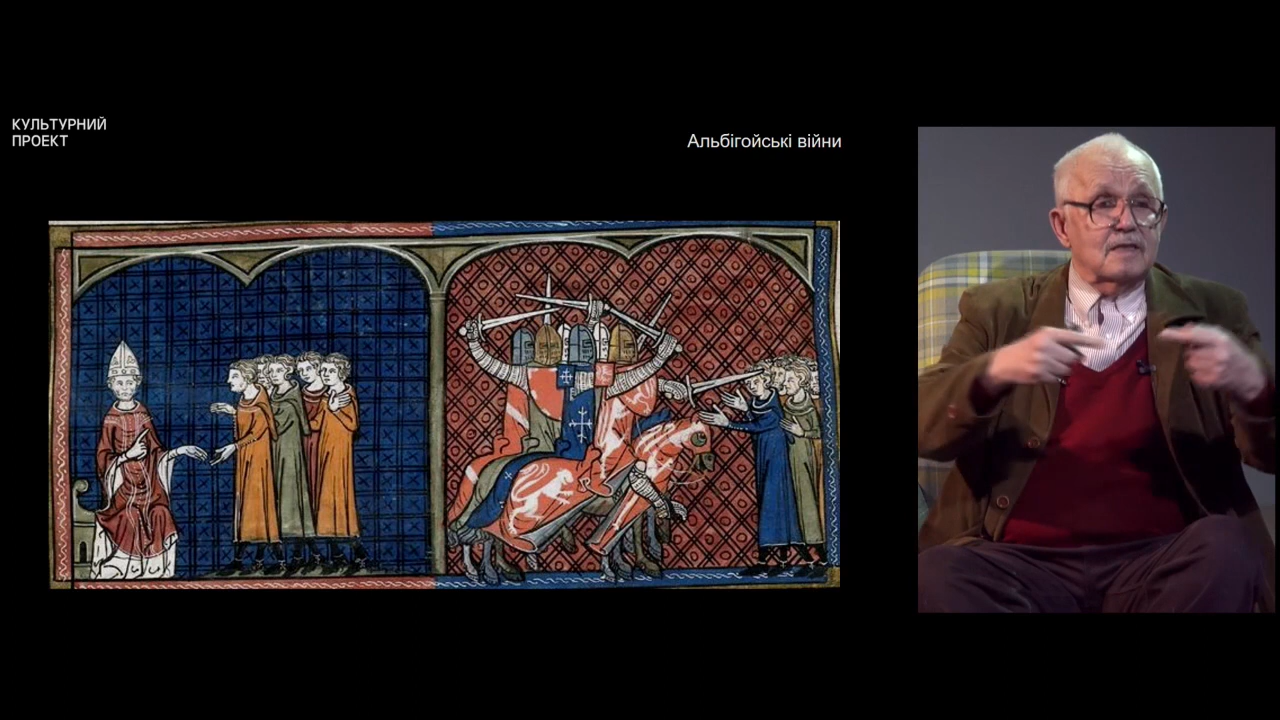 КУЛЬТУРНИЙ
ПРОЕКТ
Альбігойські війни